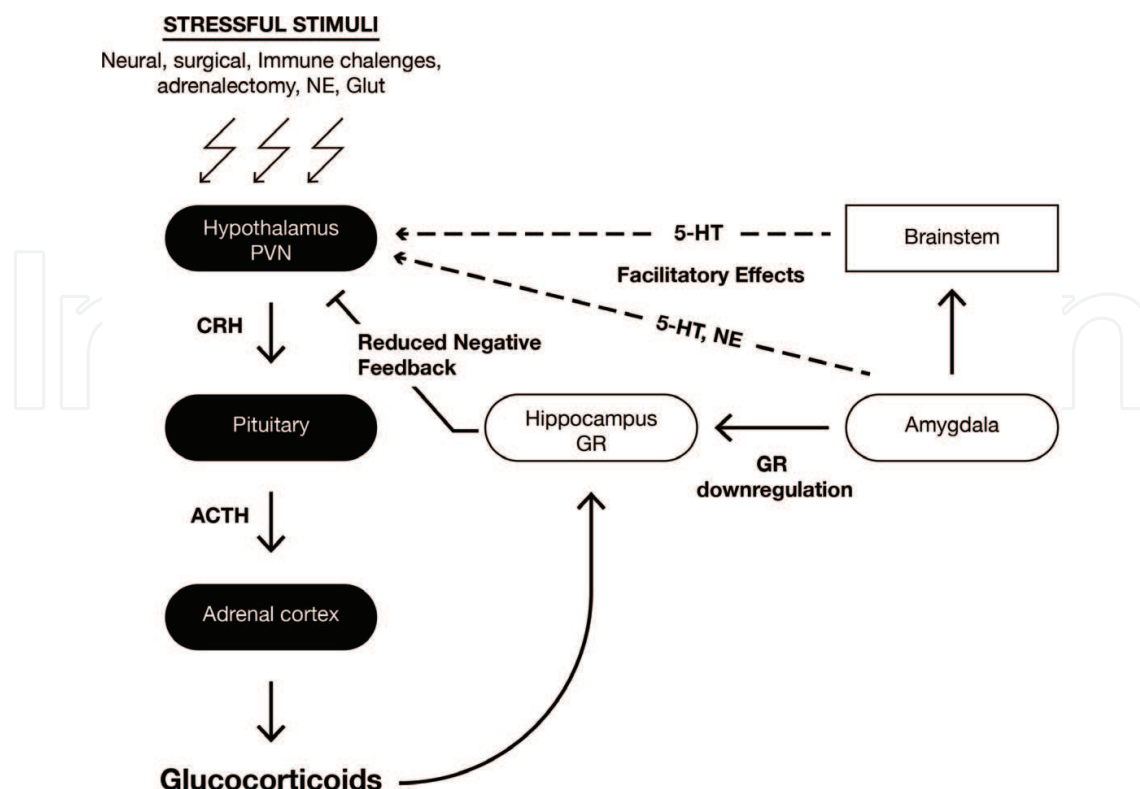 STRESSFUL STIMULI
Neural, surgical, Immune chalenges,
adrenalectomy, NE, Glut
Hypothalamus
PVN
5-HT
Brainstem
Facilitatory Effects
CRH
5-HT, NE
Reduced Negative
Feedback
Pituitary
Hippocampus
GR
Amygdala
GR
downregulation
ACTH
Adrenal cortex
Glucocorticoids